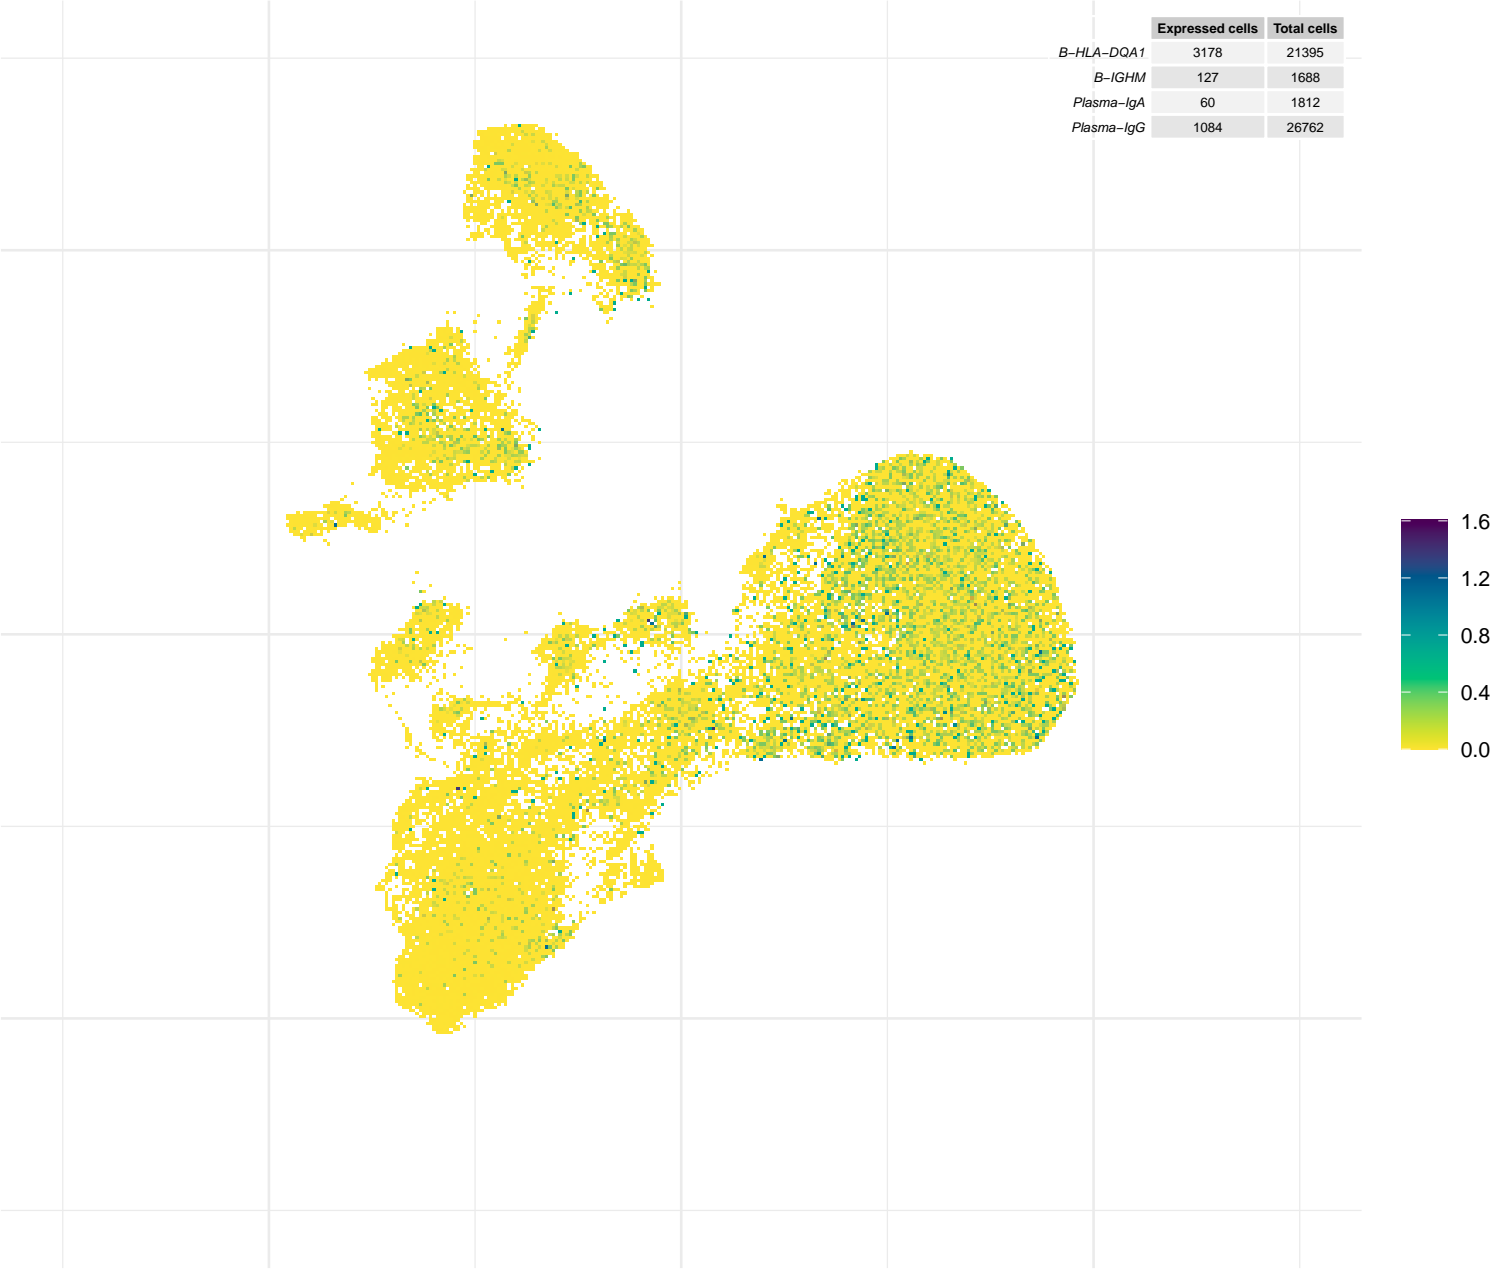 Expressed cells Total cells
B−HLA−DQA1 3178 21395
B−IGHM 127 1688
Plasma−IgA 60 1812
Plasma−IgG 1084 26762
1.6
1.2
0.8
0.4
0.0